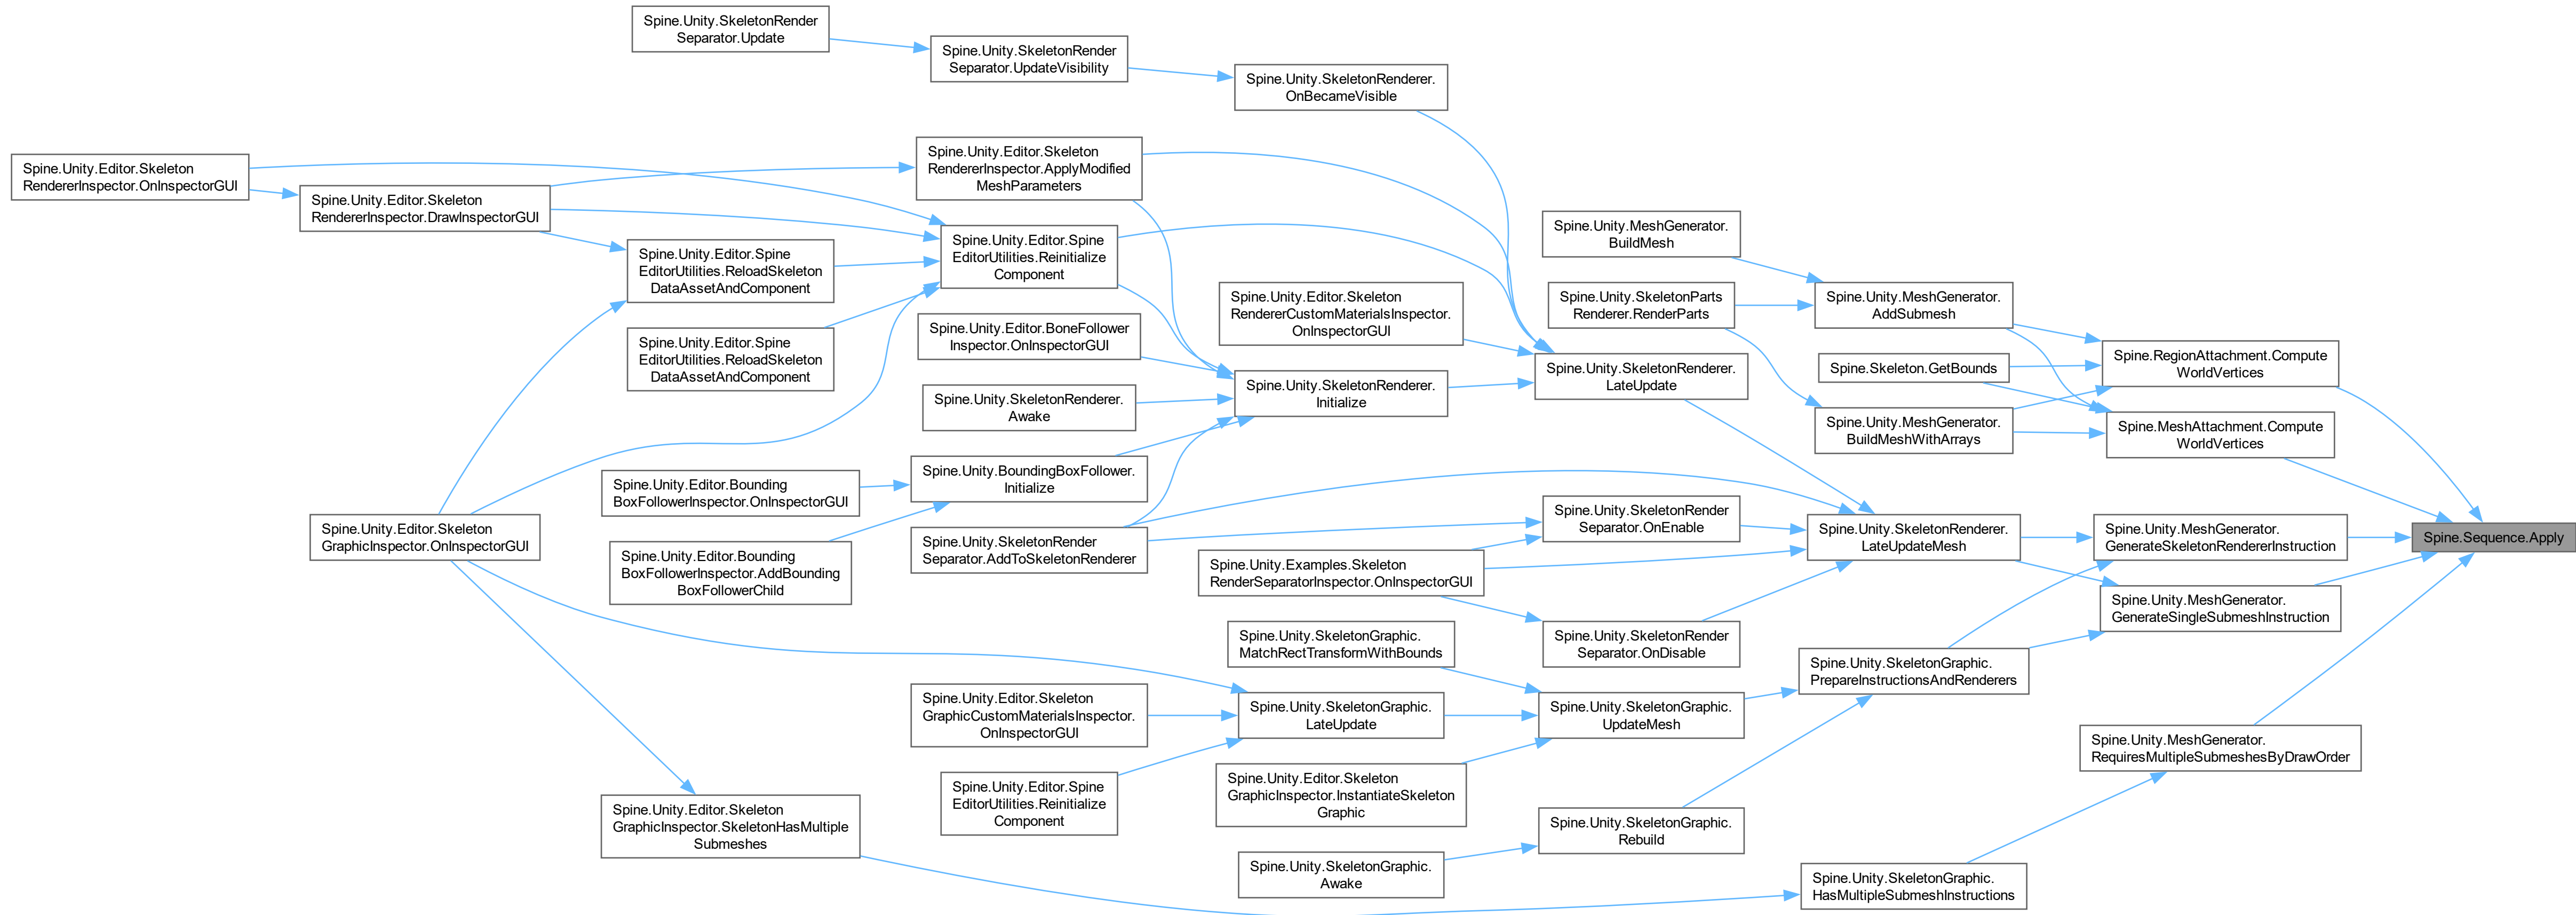 Spine.Unity.SkeletonRender
Separator.Update
Spine.Unity.SkeletonRender
Separator.UpdateVisibility
Spine.Unity.SkeletonRenderer.
OnBecameVisible
Spine.Unity.Editor.Skeleton
RendererInspector.OnInspectorGUI
Spine.Unity.Editor.Skeleton
RendererInspector.DrawInspectorGUI
Spine.Unity.Editor.Skeleton
RendererInspector.ApplyModified
MeshParameters
Spine.Unity.Editor.Spine
EditorUtilities.Reinitialize
Component
Spine.Unity.Editor.Spine
EditorUtilities.ReloadSkeleton
DataAssetAndComponent
Spine.Unity.Editor.Spine
EditorUtilities.ReloadSkeleton
DataAssetAndComponent
Spine.Unity.Editor.BoneFollower
Inspector.OnInspectorGUI
Spine.Unity.SkeletonRenderer.
Awake
Spine.Unity.Editor.Skeleton
RendererCustomMaterialsInspector.
OnInspectorGUI
Spine.Unity.SkeletonRenderer.
Initialize
Spine.Unity.SkeletonRenderer.
LateUpdate
Spine.Unity.MeshGenerator.
BuildMesh
Spine.Unity.SkeletonParts
Renderer.RenderParts
Spine.Unity.MeshGenerator.
AddSubmesh
Spine.Skeleton.GetBounds
Spine.Unity.MeshGenerator.
BuildMeshWithArrays
Spine.RegionAttachment.Compute
WorldVertices
Spine.MeshAttachment.Compute
WorldVertices
Spine.Unity.BoundingBoxFollower.
Initialize
Spine.Unity.Editor.Bounding
BoxFollowerInspector.OnInspectorGUI
Spine.Unity.Editor.Skeleton
GraphicInspector.OnInspectorGUI
Spine.Unity.Editor.Bounding
BoxFollowerInspector.AddBounding
BoxFollowerChild
Spine.Unity.SkeletonRender
Separator.AddToSkeletonRenderer
Spine.Unity.SkeletonRender
Separator.OnEnable
Spine.Unity.Examples.Skeleton
RenderSeparatorInspector.OnInspectorGUI
Spine.Unity.SkeletonRender
Separator.OnDisable
Spine.Unity.SkeletonRenderer.
LateUpdateMesh
Spine.Unity.MeshGenerator.
GenerateSkeletonRendererInstruction
Spine.Sequence.Apply
Spine.Unity.MeshGenerator.
GenerateSingleSubmeshInstruction
Spine.Unity.SkeletonGraphic.
MatchRectTransformWithBounds
Spine.Unity.SkeletonGraphic.
PrepareInstructionsAndRenderers
Spine.Unity.Editor.Skeleton
GraphicCustomMaterialsInspector.
OnInspectorGUI
Spine.Unity.SkeletonGraphic.
LateUpdate
Spine.Unity.SkeletonGraphic.
UpdateMesh
Spine.Unity.MeshGenerator.
RequiresMultipleSubmeshesByDrawOrder
Spine.Unity.Editor.Spine
EditorUtilities.Reinitialize
Component
Spine.Unity.Editor.Skeleton
GraphicInspector.InstantiateSkeleton
Graphic
Spine.Unity.Editor.Skeleton
GraphicInspector.SkeletonHasMultiple
Submeshes
Spine.Unity.SkeletonGraphic.
Rebuild
Spine.Unity.SkeletonGraphic.
Awake
Spine.Unity.SkeletonGraphic.
HasMultipleSubmeshInstructions